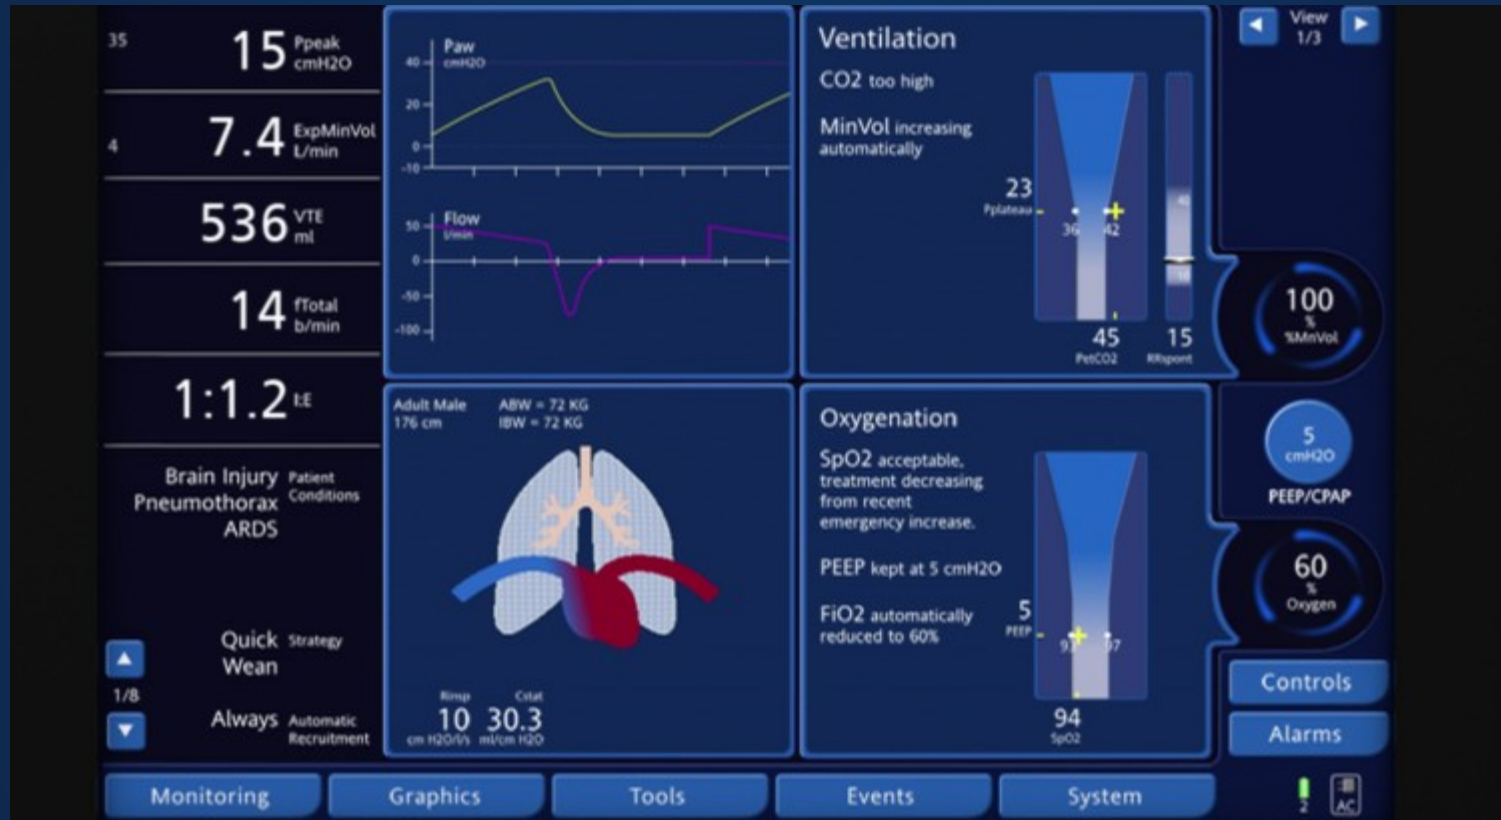 35
15 Ppeak
cmH2O
4
7.4 ExpMinVol
L/min
536 VTE
ml
14 fTotal
b/min
1:1.2 I:E
Brain Injury Patient
Pneumothorax Conditions
ARDS
Quick Strategy
Wean
1/8
Always Automatic
Recruitment
Paw
cmH2O
40
20
0
-10
Flow
l/min
50
0
-50
-100
Adult Male ABW = 72 KG
176 cm IBW = 72 KG
Rinsp Cstat
10 30.3
cm H2O/l/s ml/cm H2O
Ventilation
CO2 too high
MinVol increasing
automatically
23
Pplateau
36 42
40
10
45 15
PetCO2 RRspont
Oxygenation
SpO2 acceptable,
treatment decreasing
from recent
emergency increase.
PEEP kept at 5 cmH2O
FiO2 automatically
reduced to 60%
5
PEEP
97
94
SpO2
View
1/3
100
%
%MnVol
5
cmH2O
PEEP/CPAP
60
%
Oxygen
Controls
Alarms
Monitoring Graphics Tools Events System
2
AC